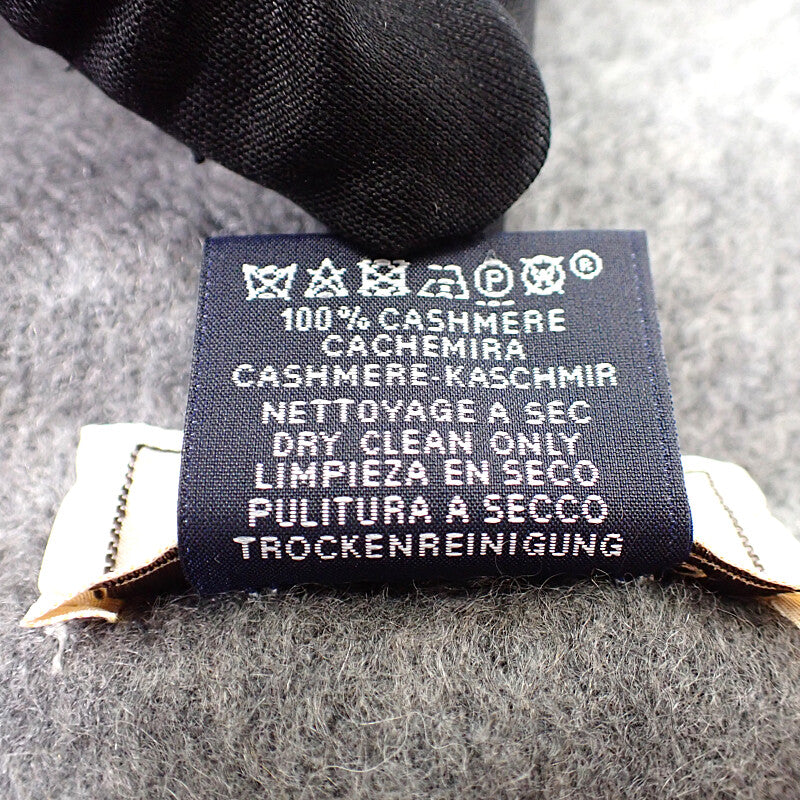 P W ®
100% CASHMERE
CACHEMIRA
CASHMERE-KASCHMIR
NETTOYAGE A SEC
DRY CLEAN ONLY
LIMPIEZA EN SECO
PULITURA A SECCO
TROCKENREINIGUNG